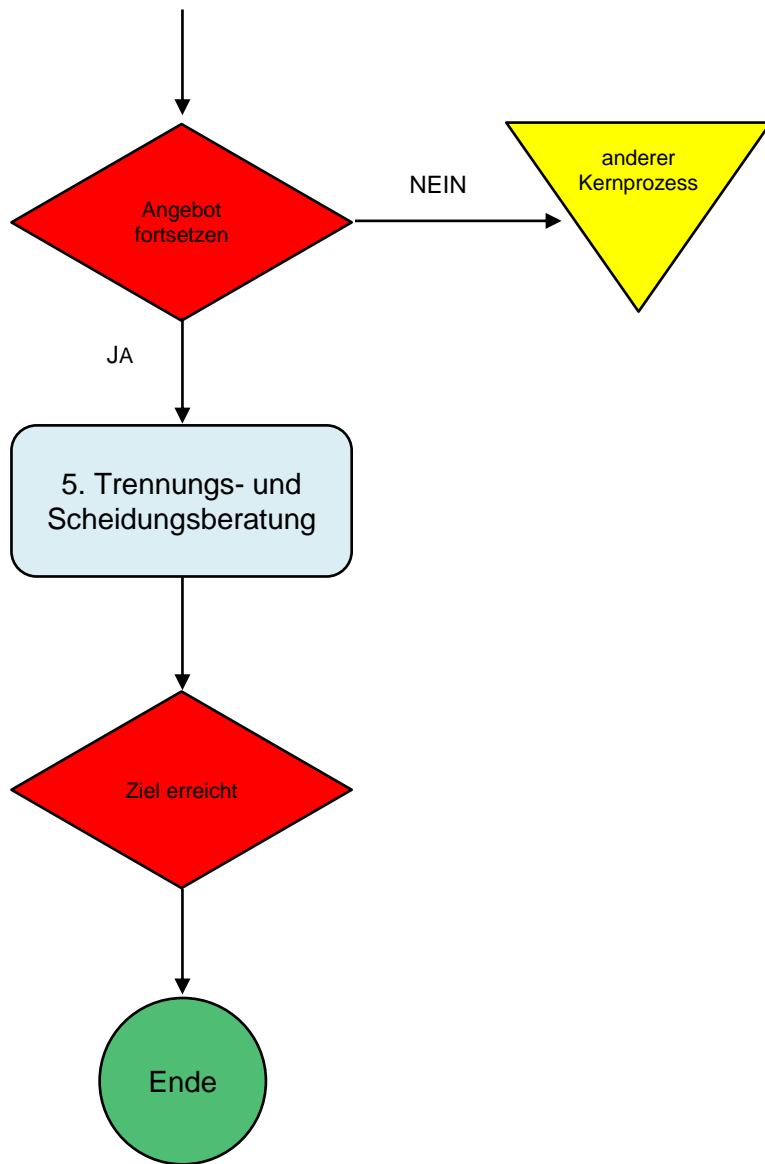 anderer
Kernprozess
NEIN
Angebot
fortsetzen
JA
5. Trennungs- und
Scheidungsberatung
Ziel erreicht
Ende